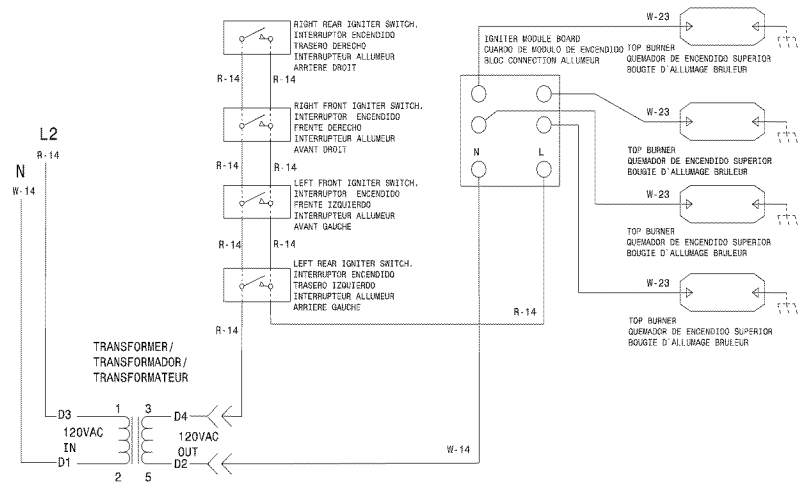 RIGHT REAR IGNITER SWITCH.
INTERRUPTOR ENCENDIDO
TRASERO DERECHO
INTERRUPTEUR ALLUMEUR
ARRIERE DROIT
R-14
R-14
RIGHT FRONT IGNITER SWITCH.
INTERRUPTOR ENCENDIDO
FRENTE DERECHO
INTERRUPTEUR ALLUMEUR
AVANT DROIT
R-14
R-14
LEFT FRONT IGNITER SWITCH.
INTERRUPTOR ENCENDIDO
FRENTE IZQUIERDO
INTERRUPTEUR ALLUMEUR
AVANT GAUCHE
R-14
R-14
LEFT REAR IGNITER SWITCH.
INTERRUPTOR ENCENDIDO
TRASERO IZQUIERDO
INTERRUPTEUR ALLUMEUR
ARRIERE GAUCHE
R-14
L2
R-14
N
W-14
TRANSFORMER/
TRANSFORMADOR/
TRANSFORMATEUR
D3
1
3
D4
120VAC
IN
120VAC
OUT
D1
2
5
D2
W-14
R-14
IGNITER MODULE BOARD
CUARDO DE MODULO DE ENCENDIDO
BLOC CONNECTION ALLUMEUR
N
L
W-23
TOP BURNER
QUEMADOR DE ENCENDIDO SUPERIOR
BOUGIE D'ALLUMAGE BRULEUR
W-23
TOP BURNER
QUEMADOR DE ENCENDIDO SUPERIOR
BOUGIE D'ALLUMAGE BRULEUR
W-23
TOP BURNER
QUEMADOR DE ENCENDIDO SUPERIOR
BOUGIE D'ALLUMAGE BRULEUR
W-23
TOP BURNER
QUEMADOR DE ENCENDIDO SUPERIOR
BOUGIE D'ALLUMAGE BRULEUR